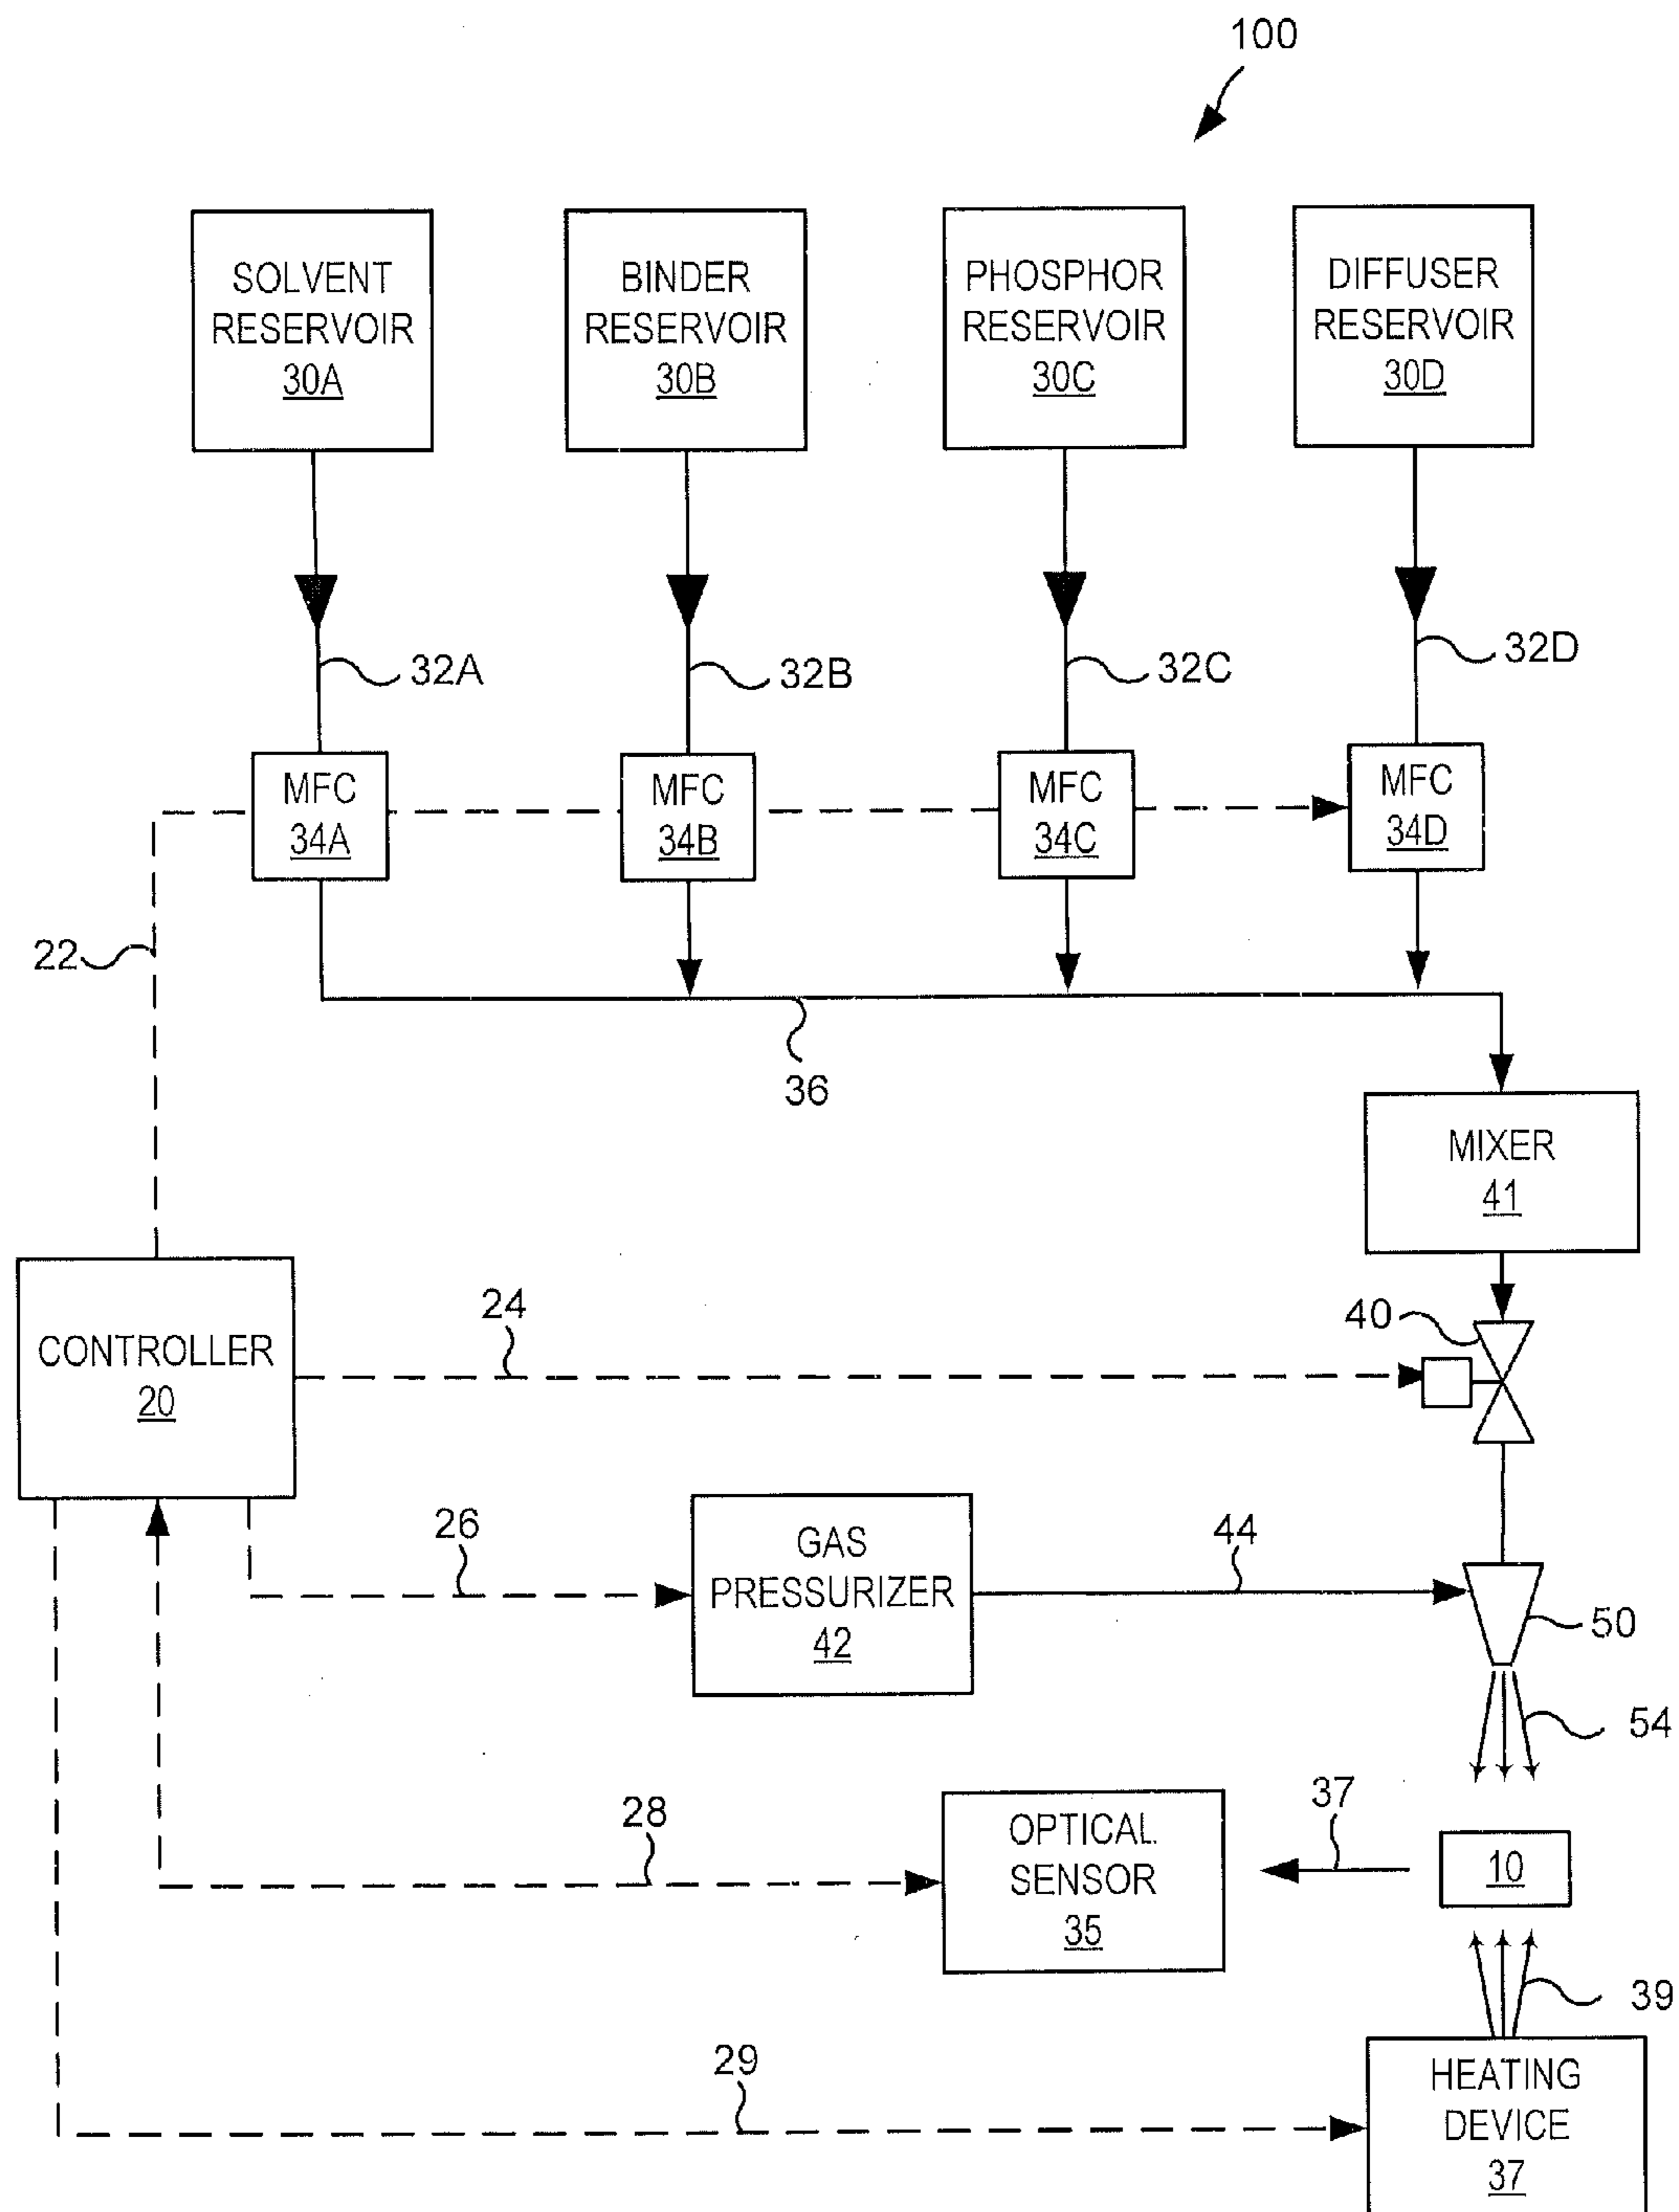 100
SOLVENT
RESERVOIR
30A
BINDER
RESERVOIR
30B
PHOSPHOR
RESERVOIR
30C
DIFFUSER
RESERVOIR
30D
32A
32B
32C
32D
MFC
34A
MFC
34B
MFC
34C
MFC
34D
22
36
MIXER
41
CONTROLLER
20
24
40
26
GAS
PRESSURIZER
42
44
50
54
28
OPTICAL
SENSOR
35
37
10
39
29
HEATING
DEVICE
37